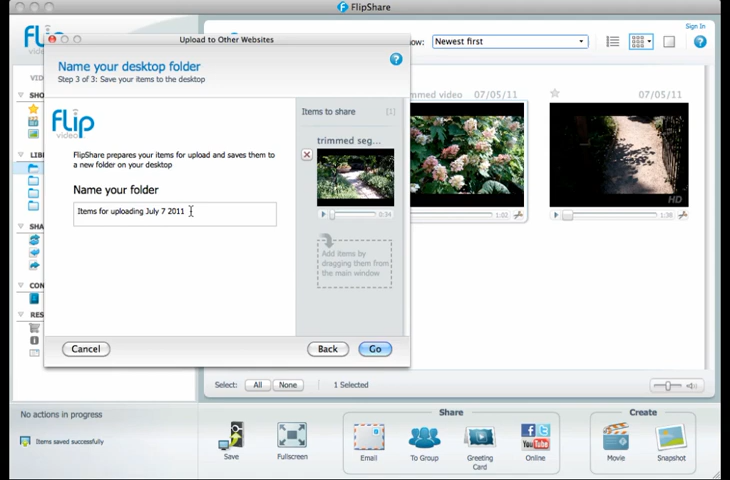 FlipShare
Sign In
Upload to Other Websites
Newest first
Name your desktop folder
Step 3 of 3: Save your items to the desktop
flip
video
Items to share [1]
mmed video 07/05/11
07/05/11
trimmed seg...
FlipShare prepares your items for upload and saves them to
a new folder on your desktop
Name your folder
Items for uploading July 7 2011
0:34
1:02
HD
1:38
Add items by
dragging them from
the main window
Cancel
Back
Go
Select: All None 1 Selected
No actions in progress
Items saved successfully
Share
Create
Save
Fullscreen
Email
To Group
Greeting
Card
You Tube
Online
Movie
Snapshot